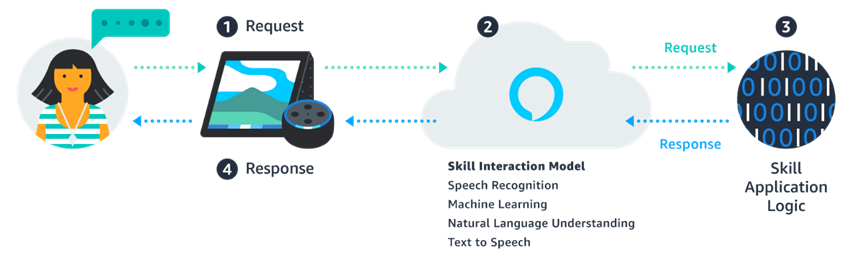 1 Request
2
3
Request
Response
4 Response
Skill Interaction Model
Speech Recognition
Machine Learning
Natural Language Understanding
Text to Speech
Skill
Application
Logic